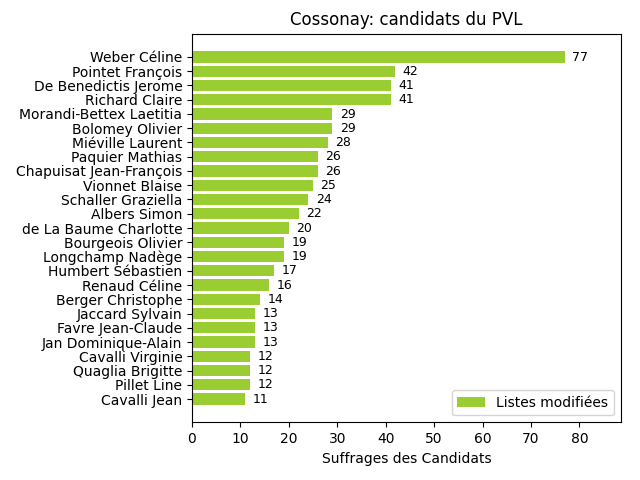 Cossonay: candidats du PVL
Weber Céline 77
Pointet François 42
De Benedictis Jerome 41
Richard Claire 41
Morandi-Bettex Laetitia 29
Bolomey Olivier 29
Miéville Laurent 28
Paquier Mathias 26
Chapuisat Jean-François 26
Vionnet Blaise 25
Schaller Graziella 24
Albers Simon 22
de La Baume Charlotte 20
Bourgeois Olivier 19
Longchamp Nadège 19
Humbert Sébastien 17
Renaud Céline 16
Berger Christophe 14
Jaccard Sylvain 13
Favre Jean-Claude 13
Jan Dominique-Alain 13
Cavalli Virginie 12
Quaglia Brigitte 12
Pillet Line 12
Cavalli Jean 11
Listes modifiées
0 10 20 30 40 50 60 70 80
Suffrages des Candidats